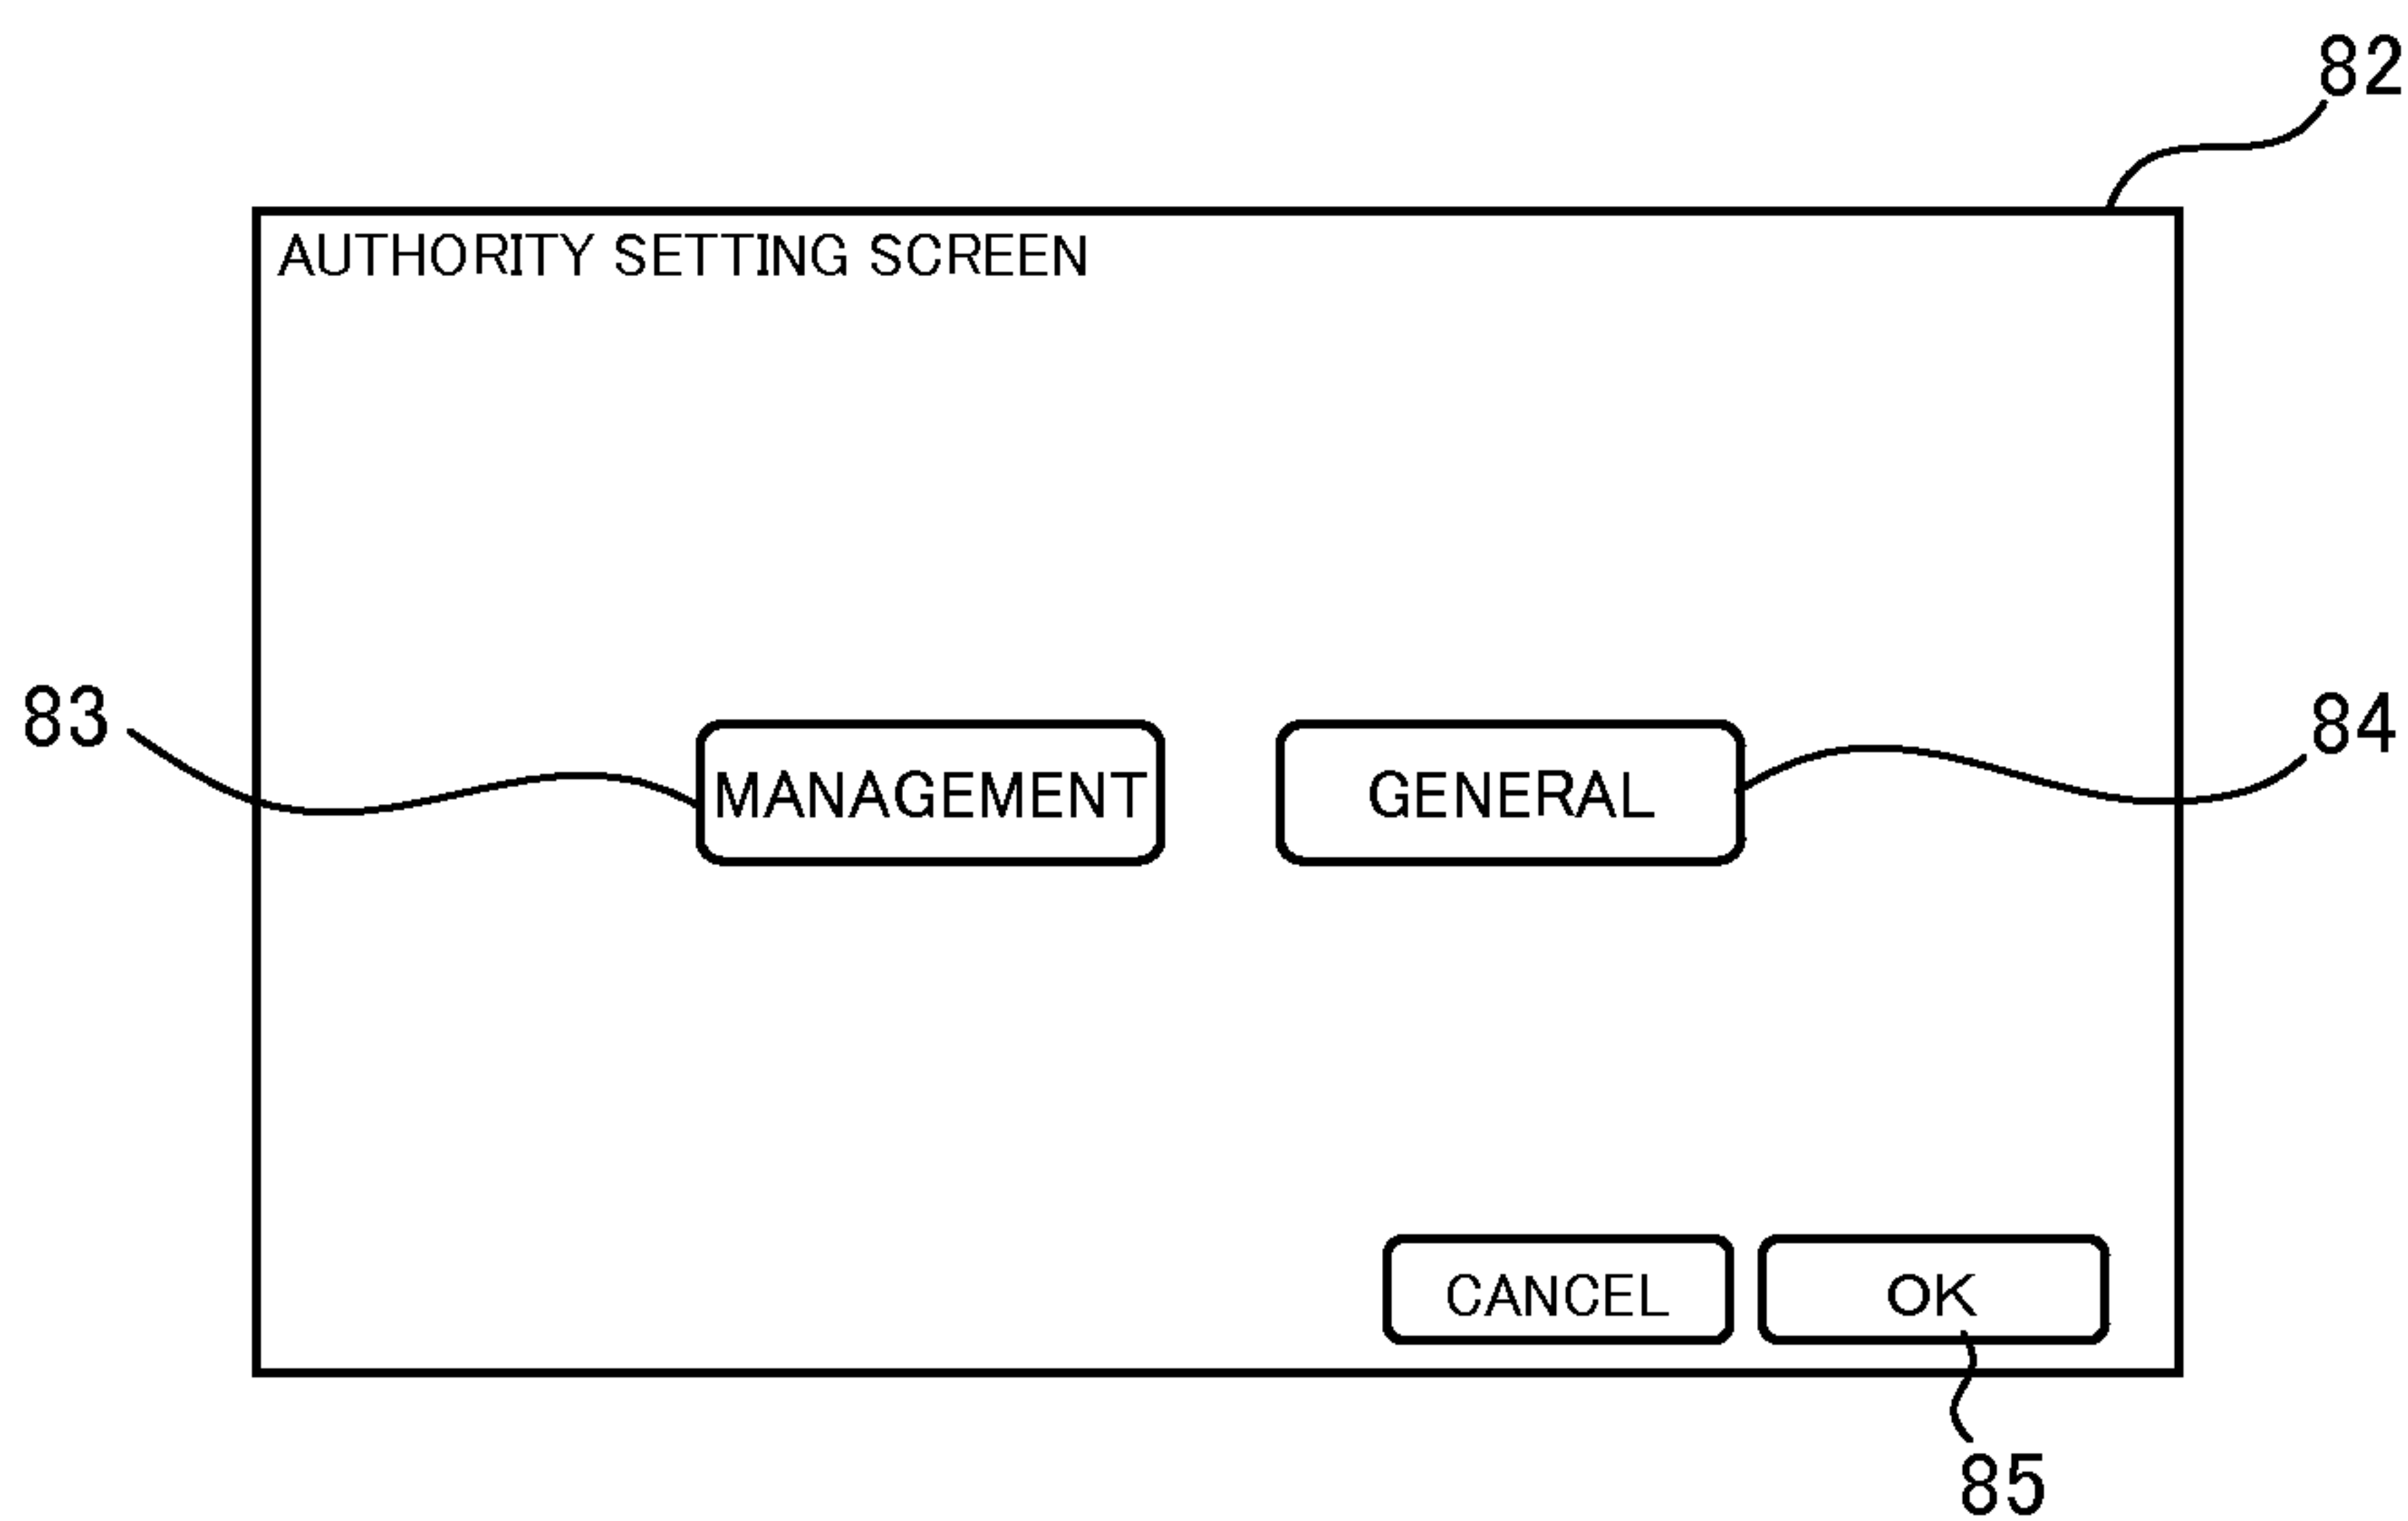 82
AUTHORITY SETTING SCREEN
83
MANAGEMENT
GENERAL
84
CANCEL
OK
85